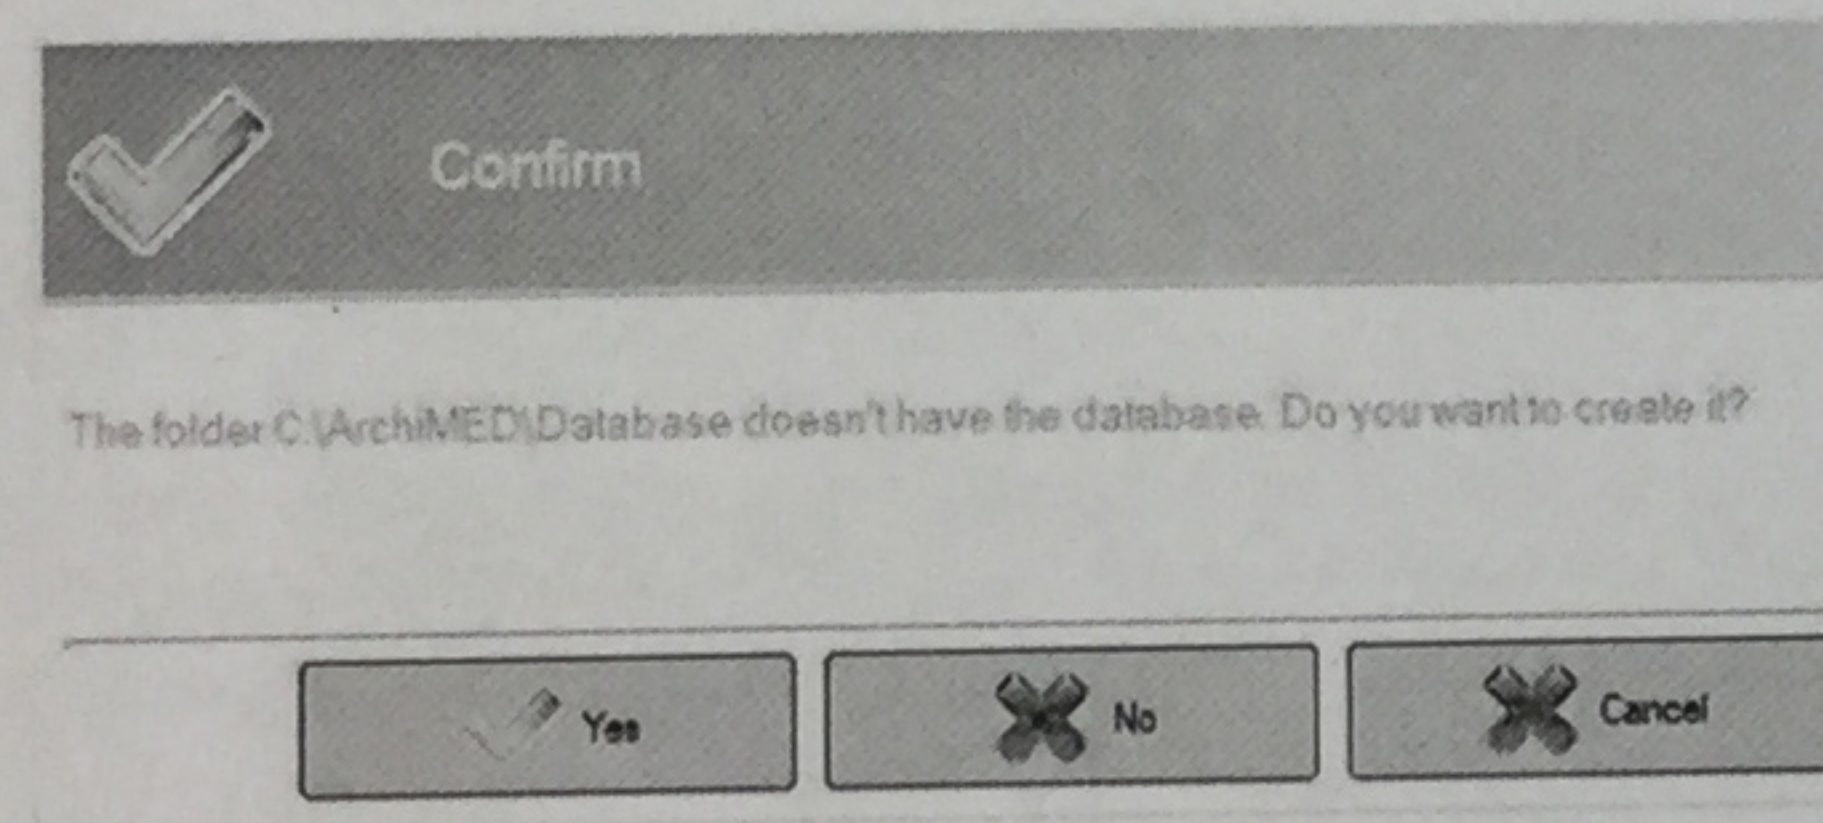 Confirm
The folder C:\ArchiMED\Database doesn't have the database. Do you want to create it?
Yes
No
Cancel